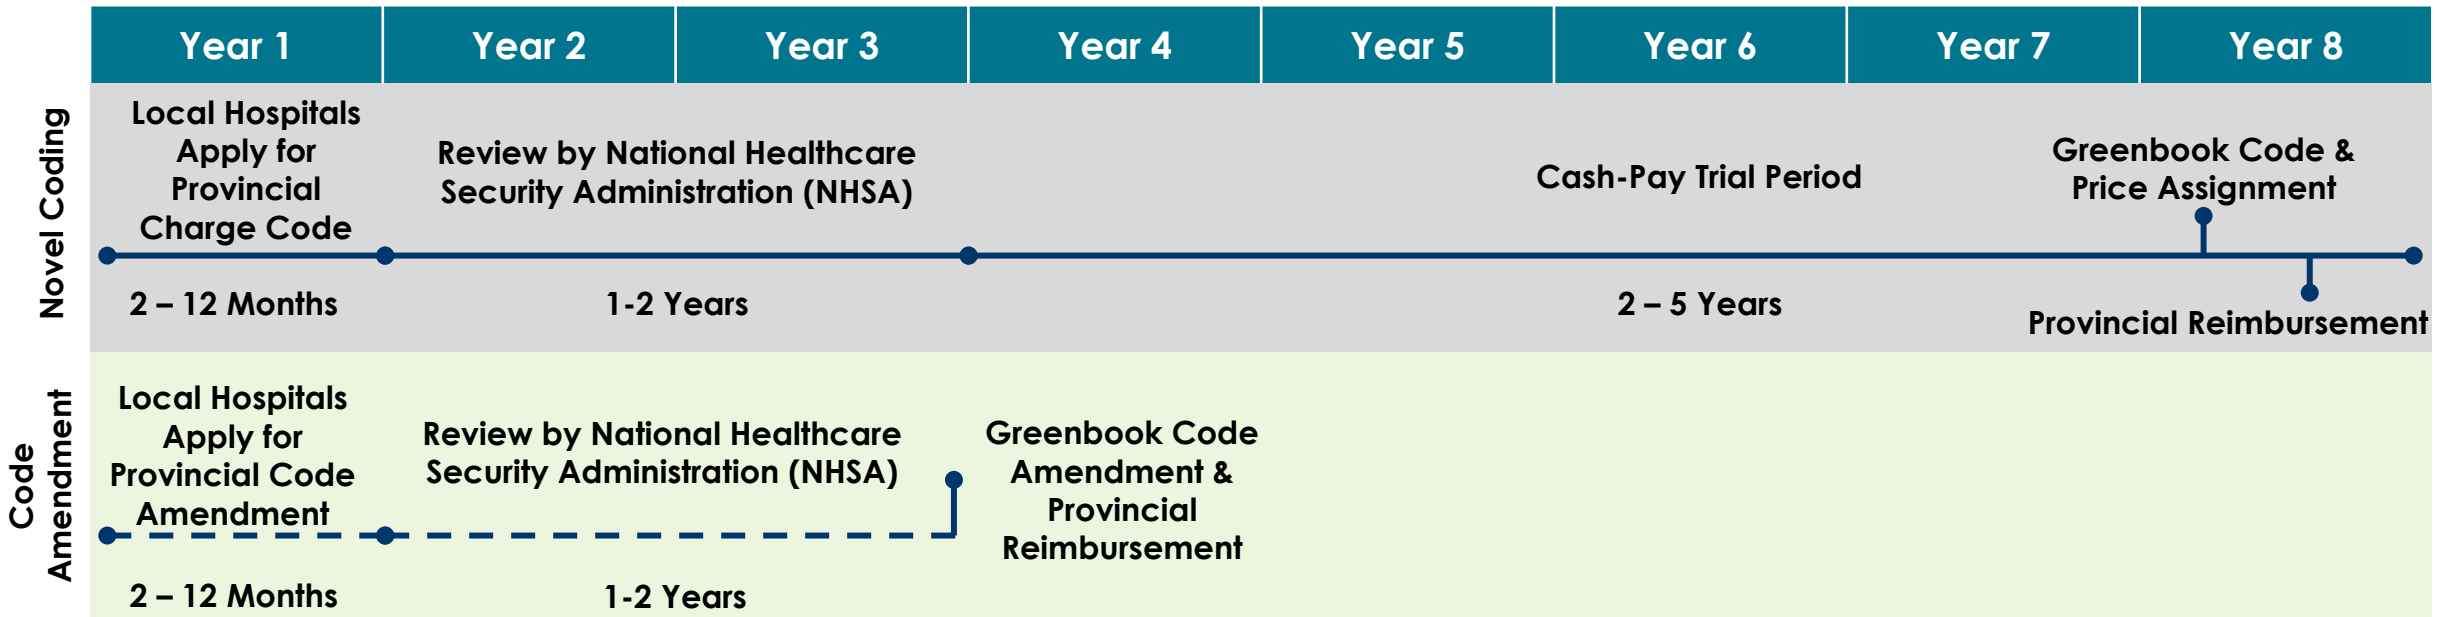 Year 1
Year 2
Year 3
Year 4
Year 5
Year 6
Year 7
Year 8
Novel Coding
Local Hospitals
Apply for
Provincial
Charge Code
Review by National Healthcare
Security Administration (NHSA)
Cash-Pay Trial Period
Greenbook Code &
Price Assignment
2 – 12 Months
1-2 Years
2 – 5 Years
Provincial Reimbursement
Code
Amendment
Local Hospitals
Apply for
Provincial Code
Amendment
Review by National Healthcare
Security Administration (NHSA)
Greenbook Code
Amendment &
Provincial
Reimbursement
2 – 12 Months
1-2 Years